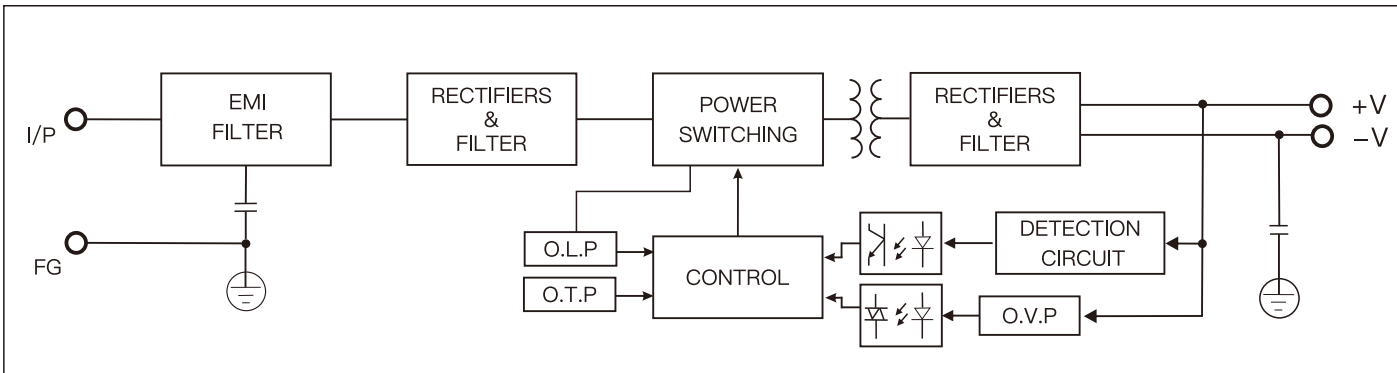 I/P
EMI
FILTER
RECTIFIERS
&
FILTER
POWER
SWITCHING
RECTIFIERS
&
FILTER
+V
-V
FG
O.L.P
O.T.P
CONTROL
DETECTION
CIRCUIT
O.V.P